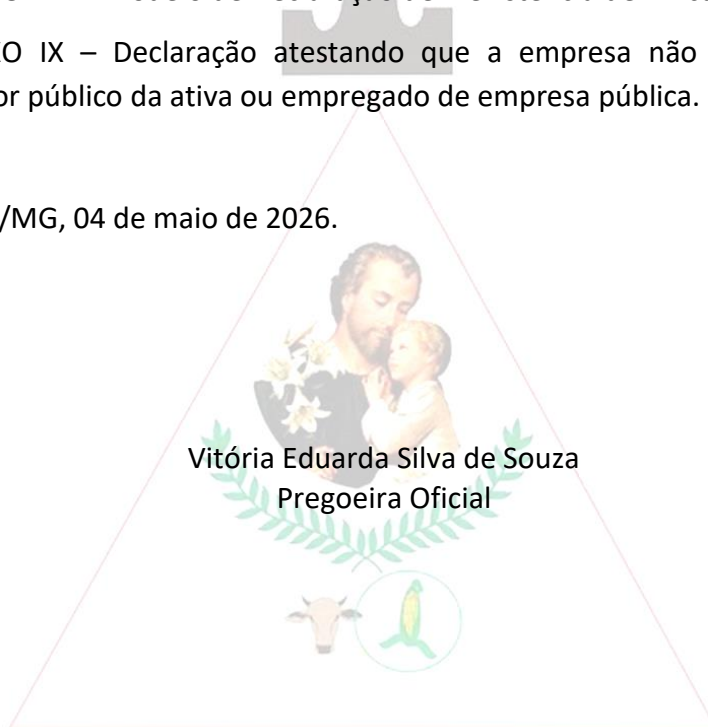 O IX – Declaração atestando que a empresa não
or público da ativa ou empregado de empresa pública.
/MG, 04 de maio de 2026.
Vitória Eduarda Silva de Souza
Pregoeira Oficial